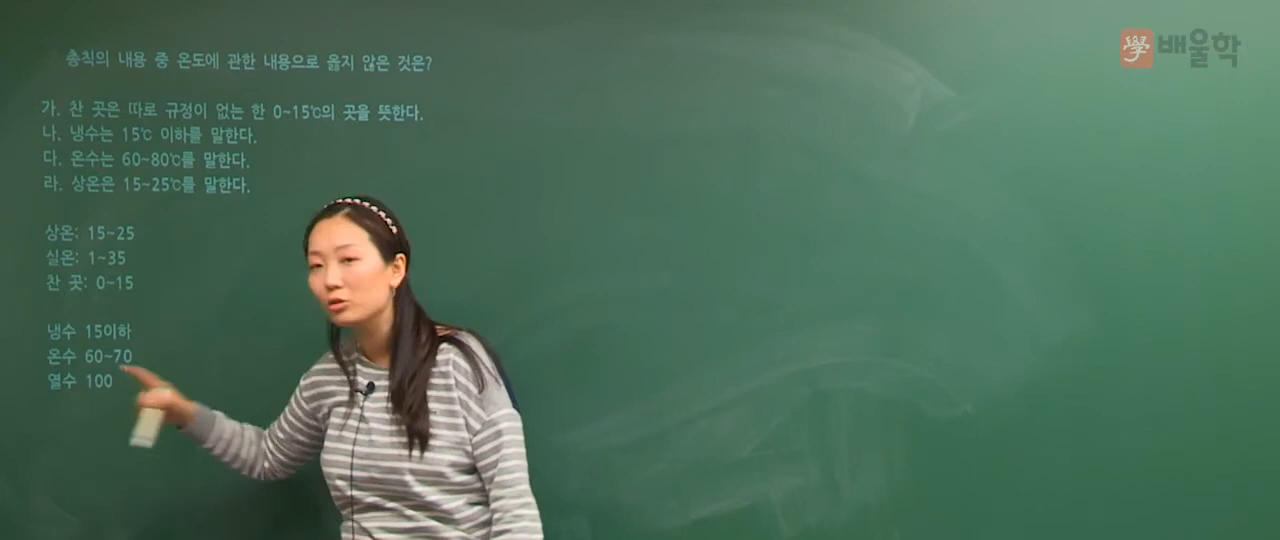 총칙의 내용 중 온도에 관한 내용으로 옳지 않은 것은?
가. 찬 곳은 따로 규정이 없는 한 0~15℃의 곳을 뜻한다.
나. 냉수는 15℃ 이하를 말한다.
다. 온수는 60~80℃를 말한다.
라. 상온은 15~25℃를 말한다.
상온: 15~25
실온: 1~35
찬 곳: 0~15
냉수 15이하
온수 60~70
열수 100
學 배울학